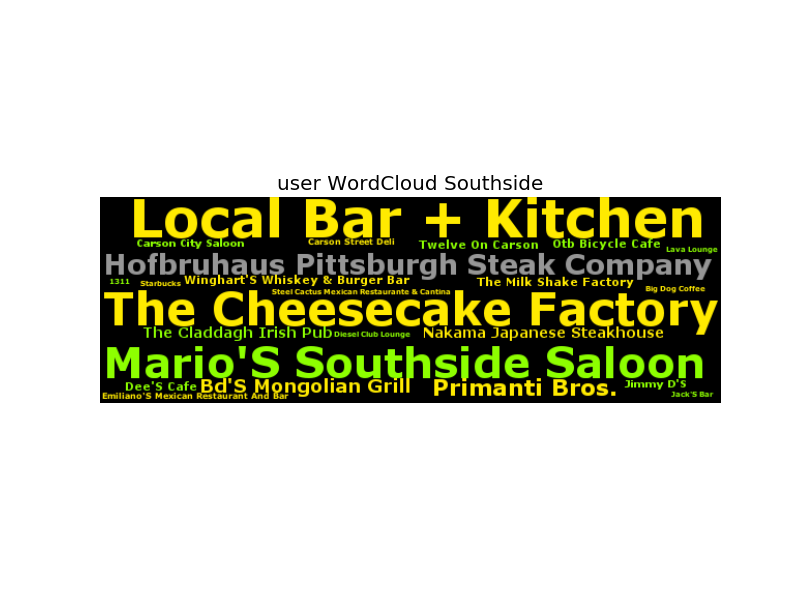 user WordCloud Southside
Local Bar + Kitchen
Carson City Saloon Carson Street Deli Twelve On Carson Otb Bicycle Cafe Lava Lounge
Hofbruhaus Pittsburgh Steak Company
1311 Starbucks Winghart'S Whiskey & Burger Bar The Milk Shake Factory Big Dog Coffee
Steel Cactus Mexican Restaurante & Cantina
The Cheesecake Factory
The Claddagh Irish Pub Diesel Club Lounge Nakama Japanese Steakhouse
Mario'S Southside Saloon
Dee'S Cafe Bd'S Mongolian Grill Primanti Bros. Jimmy D'S
Emiliano'S Mexican Restaurant And Bar Jack'S Bar